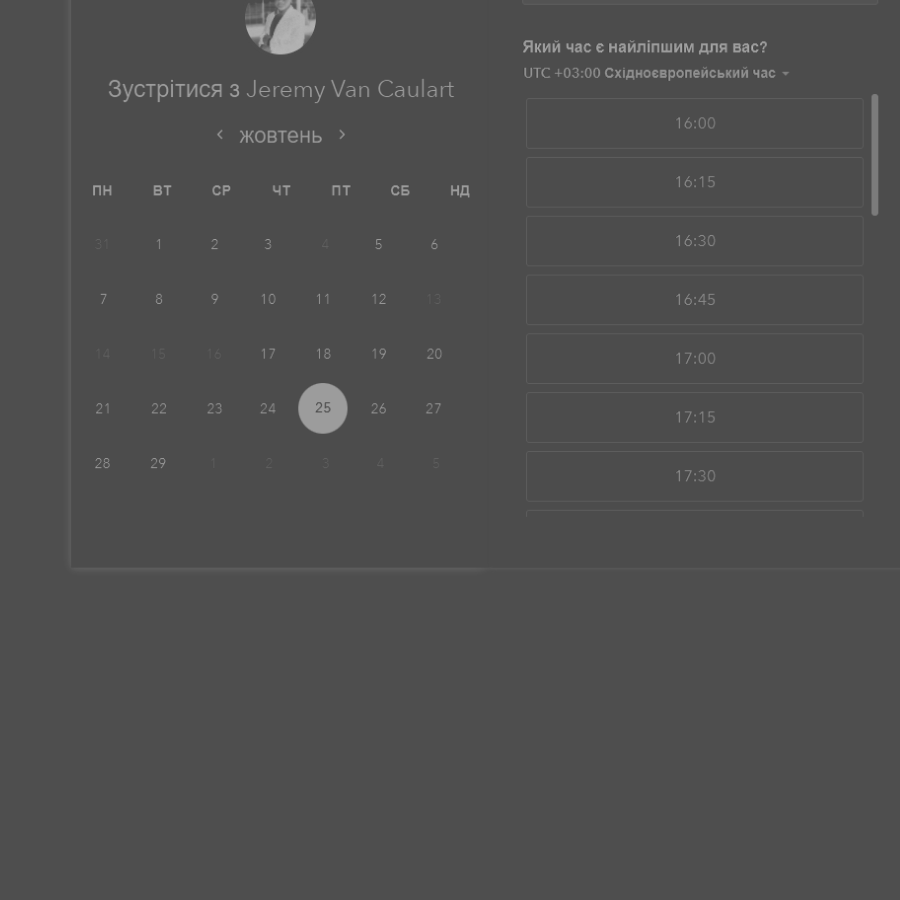 Зустрітися з Jeremy Van Caulart
жовтень
ПН ВТ СР ЧТ ПТ СБ НД
31 1 2 3 4 5 6
7 8 9 10 11 12 13
14 15 16 17 18 19 20
21 22 23 24 25 26 27
28 29 1 2 3 4 5
Який час є найліпшим для вас?
UTC +03:00 Східноєвропейський час
16:00
16:15
16:30
16:45
17:00
17:15
17:30